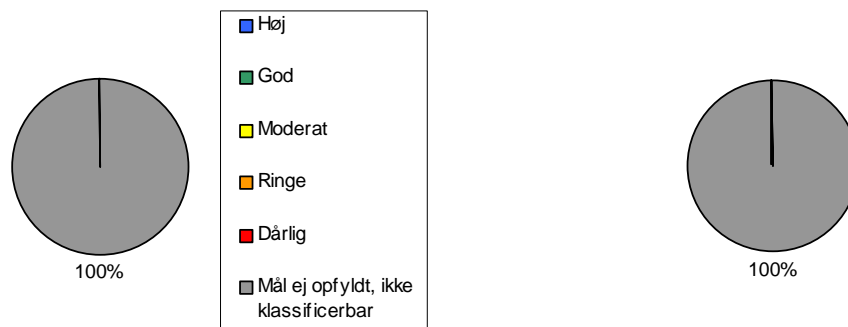 100%
Høj
God
Moderat
Ringe
Dårlig
Mål ej opfyldt, ikke
klassificerbar
100%